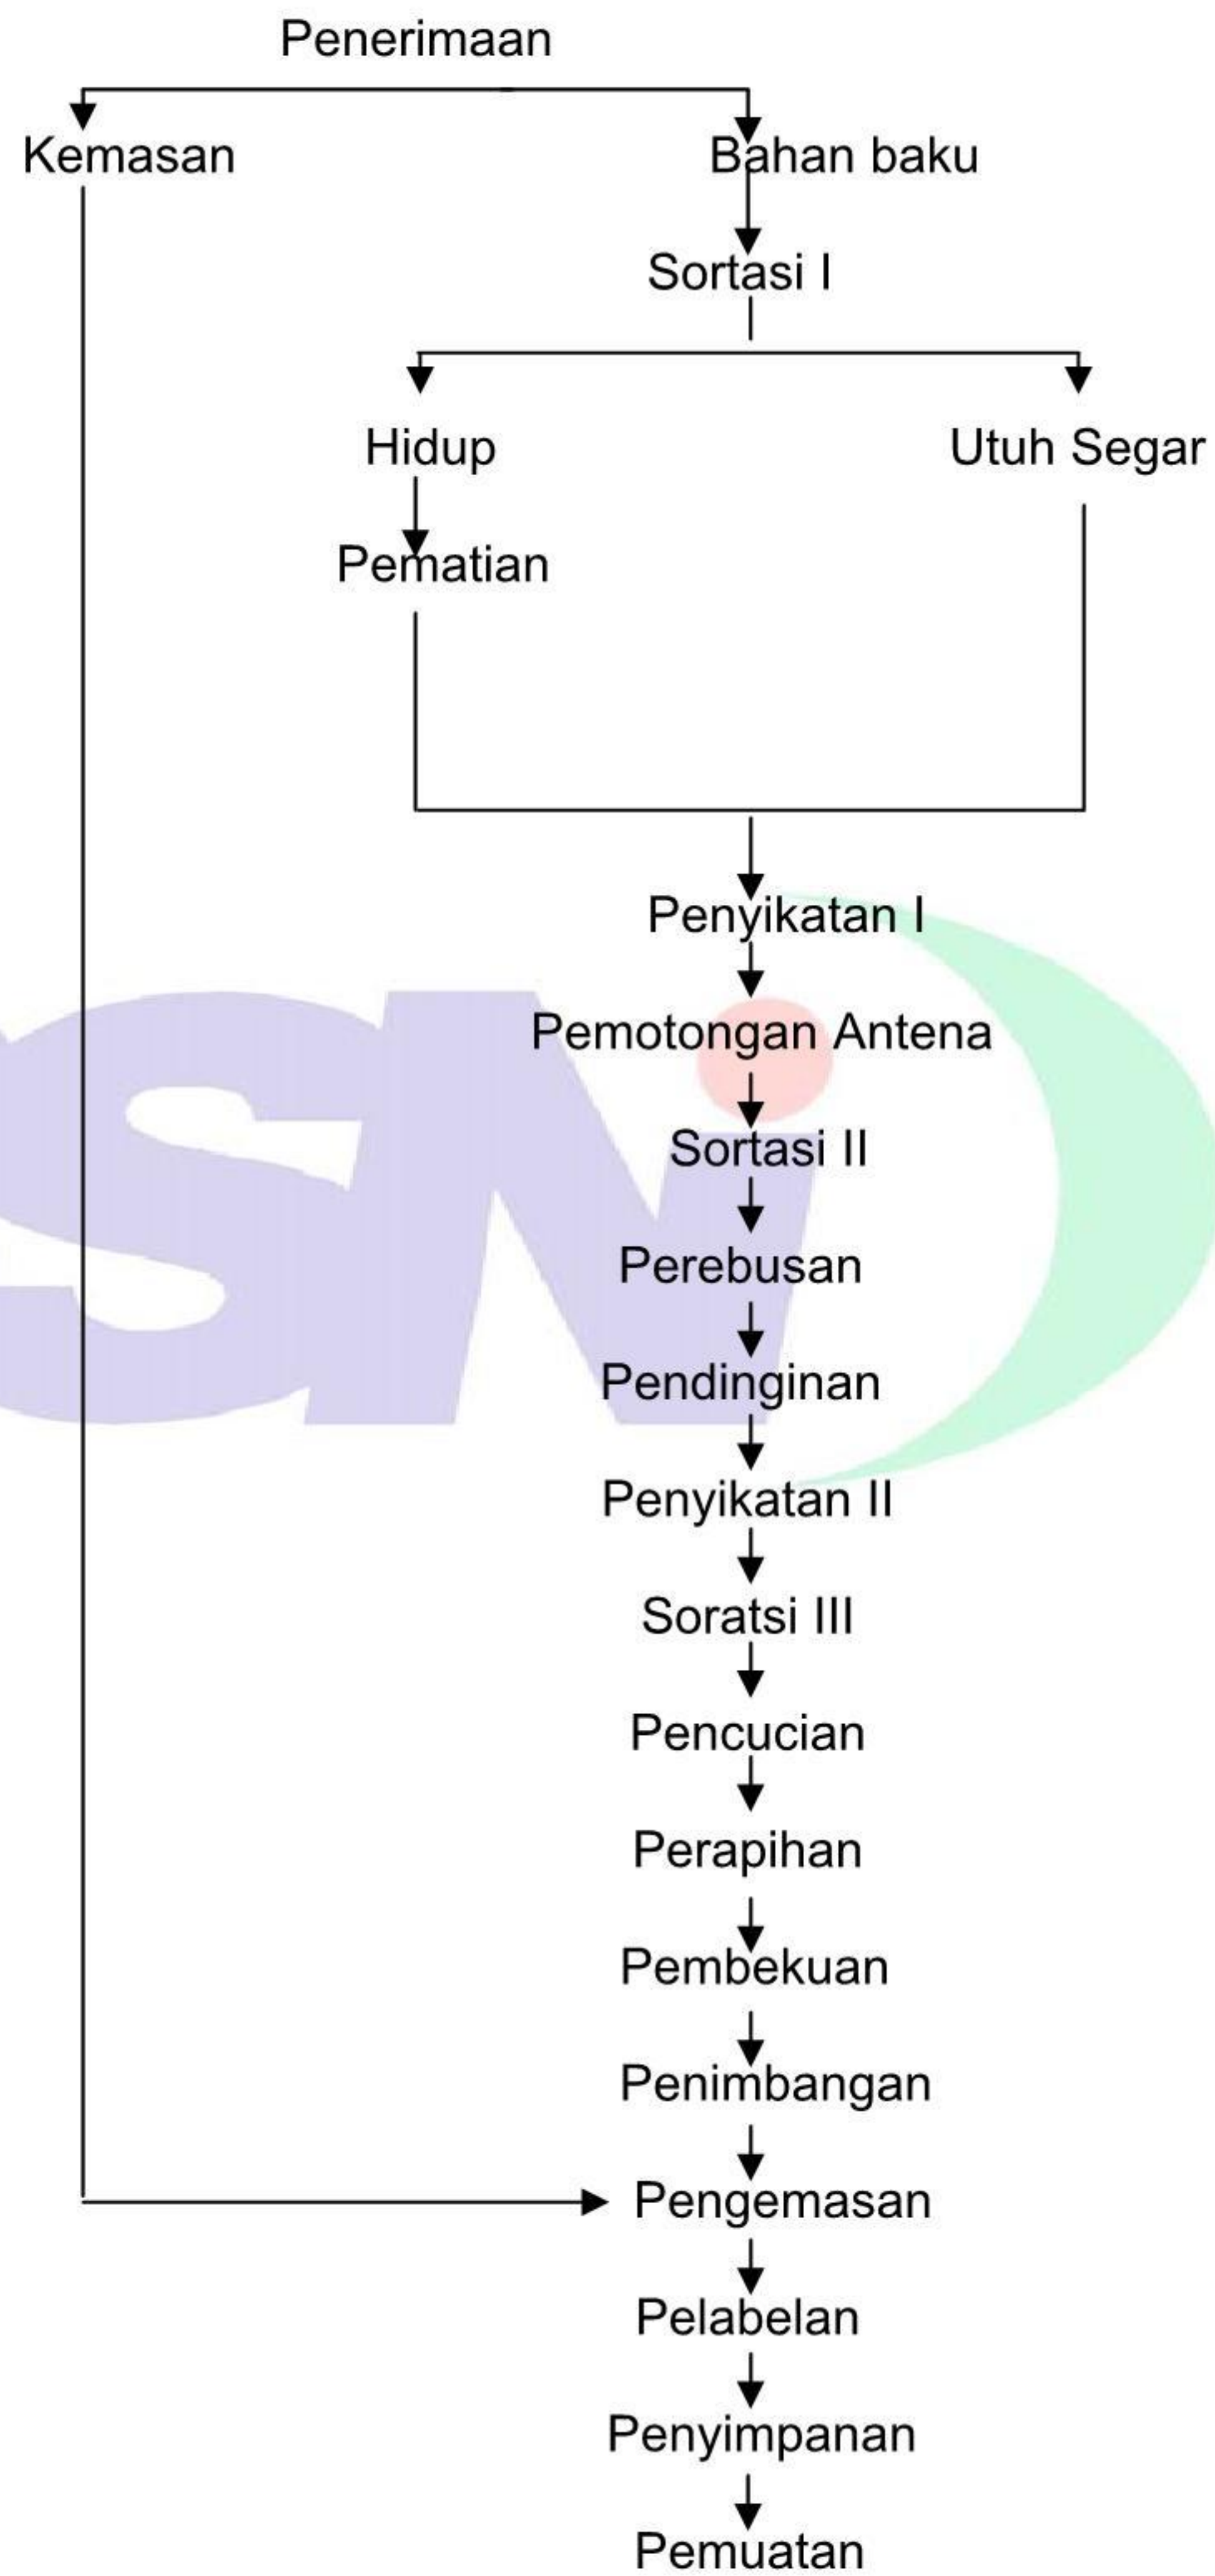 Penerimaan
Kemasan
Bahan baku
Sortasi I
Hidup
Utuh Segar
Pematian
Penyikatan I
Pemotongan Antena
Sortasi II
Perebusan
Pendinginan
Penyikatan II
Soratsi III
Pencucian
Perapihan
Pembekuan
Penimbangan
Pengemasan
Pelabelan
Penyimpanan
Pemuatan
SNi